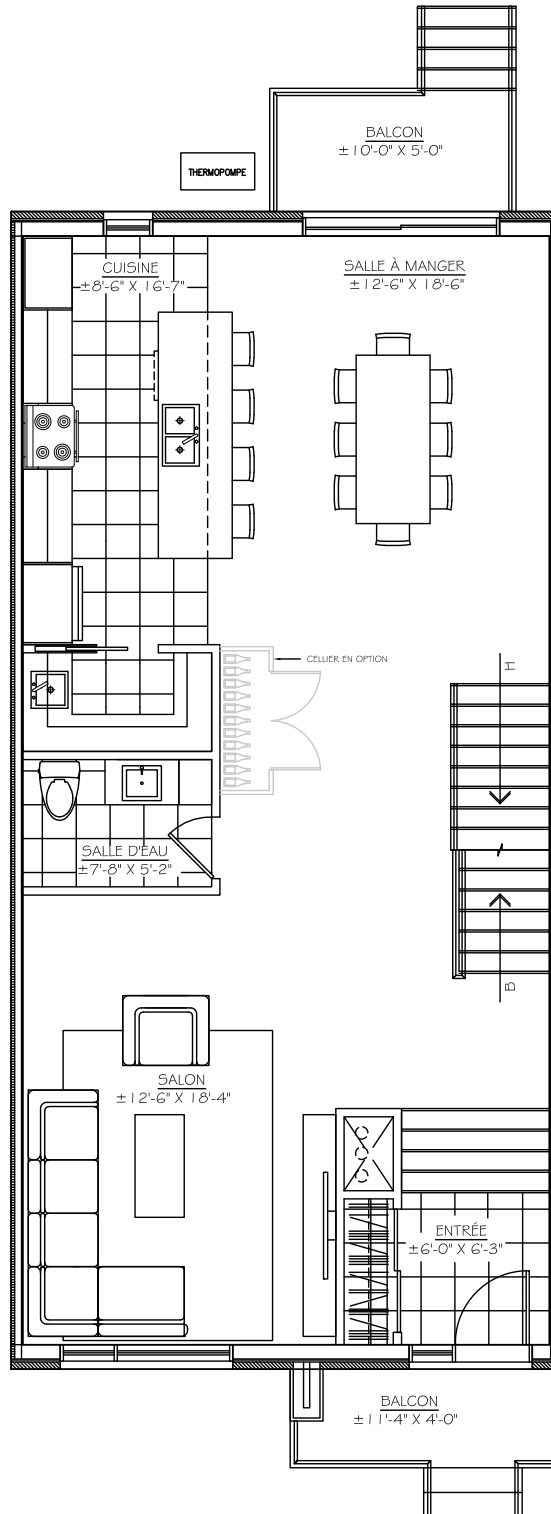 BALCON
±10'-0" X 5'-0"
THERMOPOMPE
CUISINE
±8'-6" X 16'-7"
SALLE À MANGER
±12'-6" X 18'-6"
CELLIER EN OPTION
H
SALLE D'EAU
±7'-8" X 5'-2"
B
SALON
±12'-6" X 18'-4"
ENTRÉE
±6'-0" X 6'-3"
BALCON
±11'-4" X 4'-0"